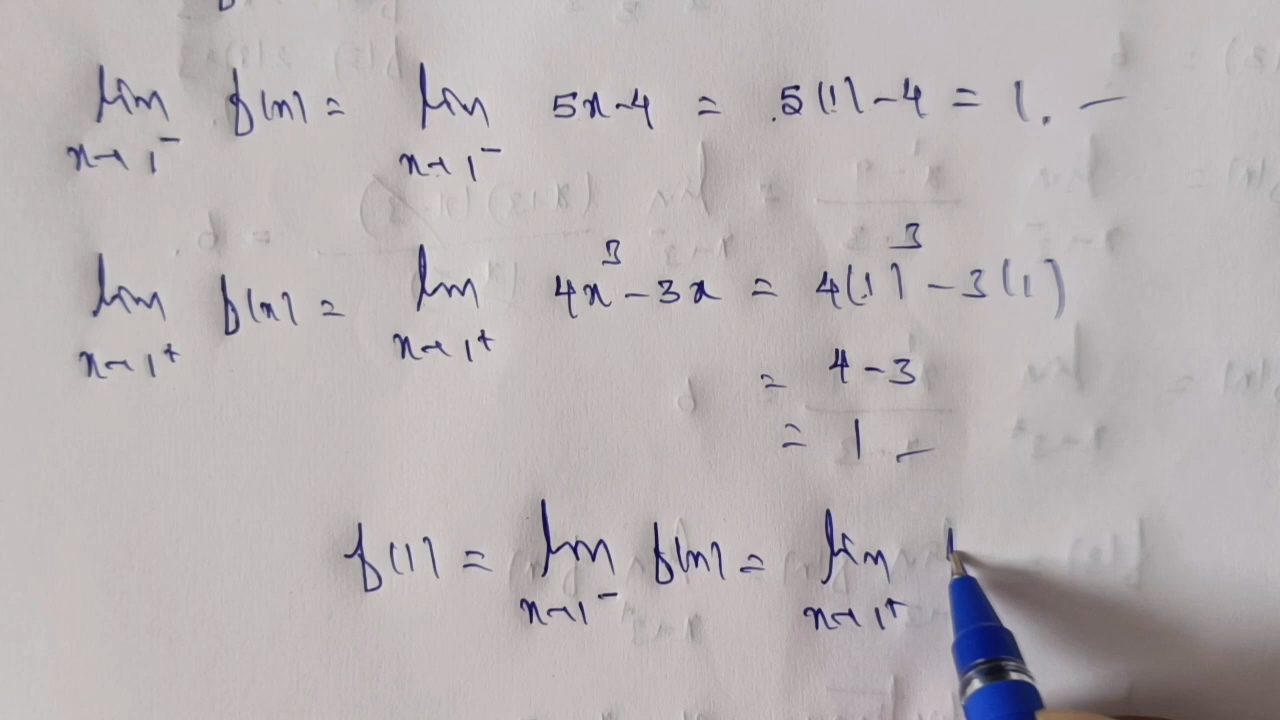 lim f(x) = lim 5x-4 = 5(1)-4 = 1.
x→1⁻ x→1⁻
lim f(x) = lim 4x³-3x = 4(1)³-3(1)
x→1⁺ x→1⁺
= 4-3
= 1
f(1) = lim f(x) = lim
x→1⁻ x→1⁺